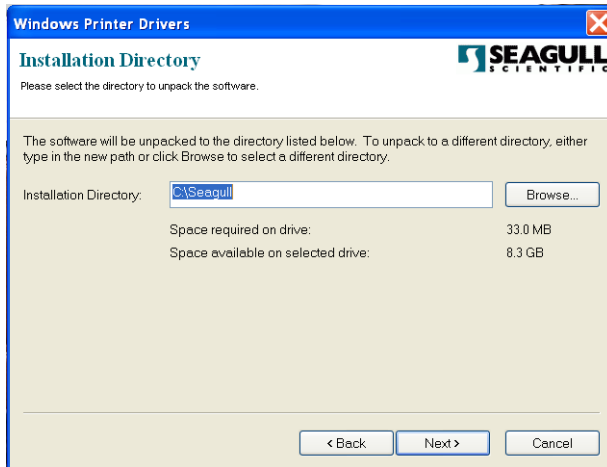 Windows Printer Drivers
Installation Directory
SEAGULL
SCIENTIFIC
Please select the directory to unpack the software.
The software will be unpacked to the directory listed below. To unpack to a different directory, either
type in the new path or click Browse to select a different directory.
Installation Directory: C:\Seagull Browse...
Space required on drive: 33.0 MB
Space available on selected drive: 8.3 GB
< Back Next > Cancel